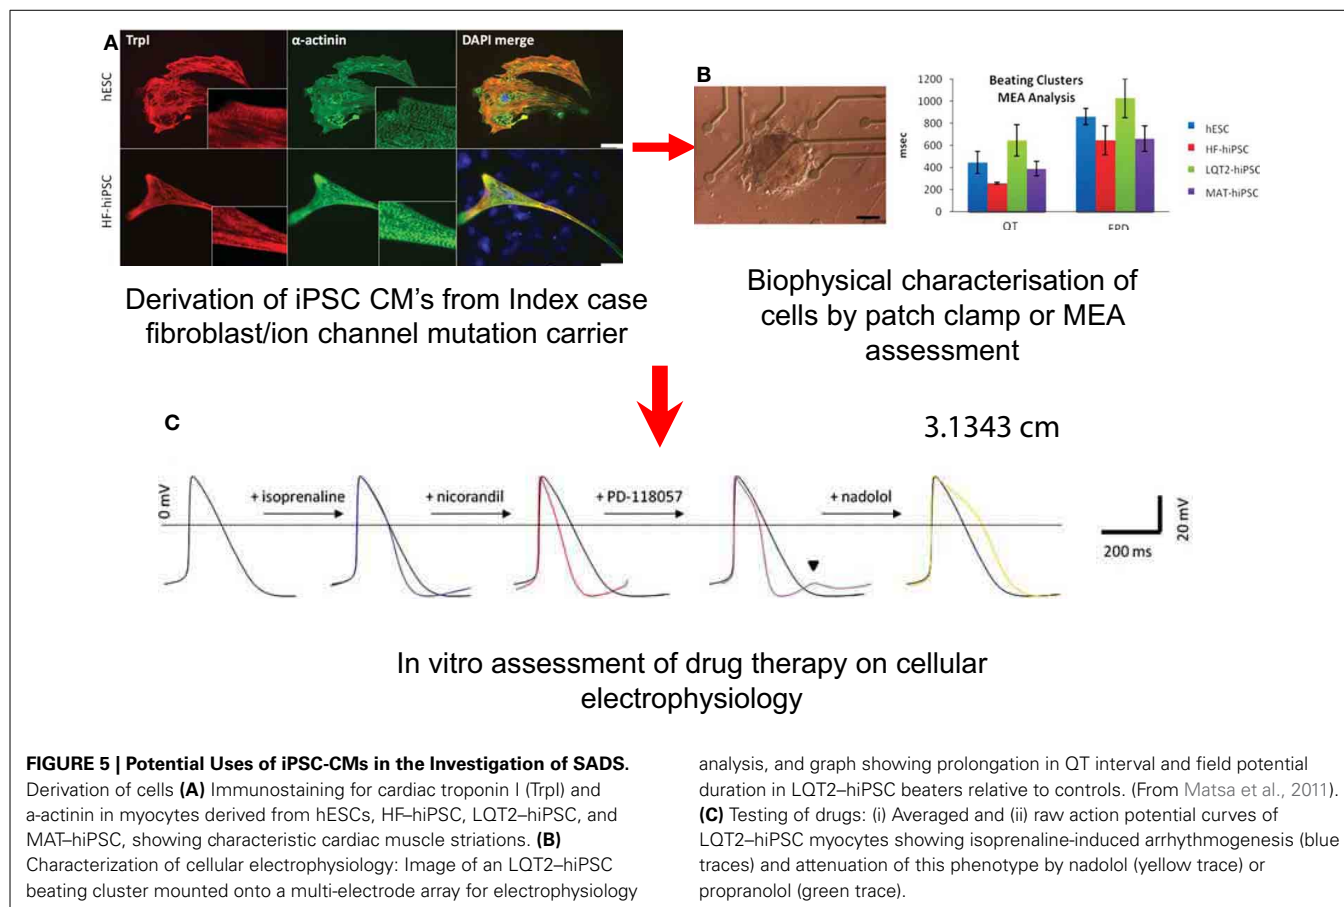 A
TrpI
α-actinin
DAPI merge
hESC
HF-hiPSC
Derivation of iPSC CM's from Index case
fibroblast/ion channel mutation carrier
B
Beating Clusters
MEA Analysis
msec
1200
1000
800
600
400
200
0
QT
FPD
hESC
HF-hiPSC
LQT2-hiPSC
MAT-hiPSC
Biophysical characterisation of
cells by patch clamp or MEA
assessment
C
3.1343 cm
0 mV
+ isoprenaline
+ nicorandil
+ PD-118057
+ nadolol
20 mV
200 ms
In vitro assessment of drug therapy on cellular
electrophysiology
FIGURE 5 | Potential Uses of iPSC-CMs in the Investigation of SADS.
Derivation of cells (A) Immunostaining for cardiac troponin I (TrpI) and
a-actinin in myocytes derived from hESCs, HF–hiPSC, LQT2–hiPSC, and
MAT–hiPSC, showing characteristic cardiac muscle striations. (B)
Characterization of cellular electrophysiology: Image of an LQT2–hiPSC
beating cluster mounted onto a multi-electrode array for electrophysiology
analysis, and graph showing prolongation in QT interval and field potential
duration in LQT2–hiPSC beaters relative to controls. (From Matsa et al., 2011).
(C) Testing of drugs: (i) Averaged and (ii) raw action potential curves of
LQT2–hiPSC myocytes showing isoprenaline-induced arrhythmogenesis (blue
traces) and attenuation of this phenotype by nadolol (yellow trace) or
propranolol (green trace).